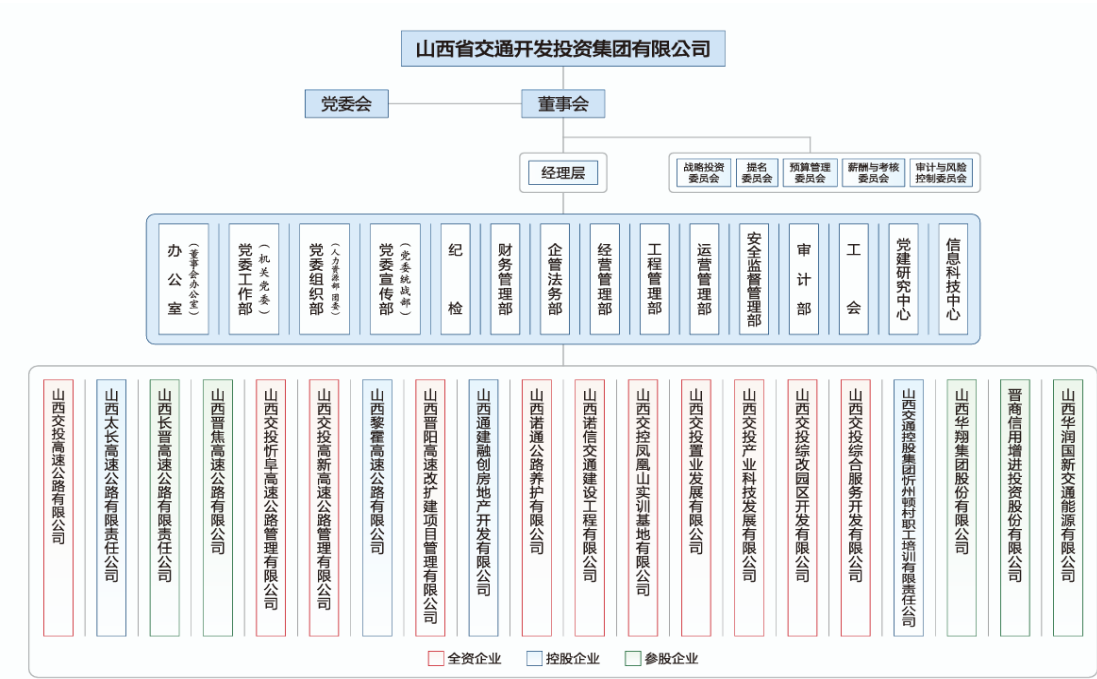 山西省交通开发投资集团有限公司
党委会
董事会
经理层
战略投资
委员会
提名
委员会
预算管理
委员会
薪酬与考核
委员会
审计与风险
控制委员会
办公室
（董事会办公室）
党委工作部
（机关党委）
党委组织部
（人力资源部 团委）
党委宣传部
（党委统战部）
纪检
财务管理部
企管法务部
经营管理部
工程管理部
运营管理部
安全监督管理部
审计部
工会
党建研究中心
信息科技中心
山西交投高速公路有限公司
山西太长高速公路有限责任公司
山西长晋高速公路有限责任公司
山西晋焦高速公路有限公司
山西交投忻阜高速公路管理有限公司
山西交投高新高速公路管理有限公司
山西黎霍高速公路有限公司
山西晋阳高速改扩建项目管理有限公司
山西通建融创房地产开发有限公司
山西诺通公路养护有限公司
山西诺信交通建设工程有限公司
山西交控凤凰山实训基地有限公司
山西交投置业发展有限公司
山西交投产业科技发展有限公司
山西交投综改园区开发有限公司
山西交投综合服务开发有限公司
山西交通控股集团忻州顿村职工培训有限责任公司
山西华翔集团股份有限公司
晋商信用增进投资股份有限公司
山西华润国新交通能源有限公司
全资企业
控股企业
参股企业